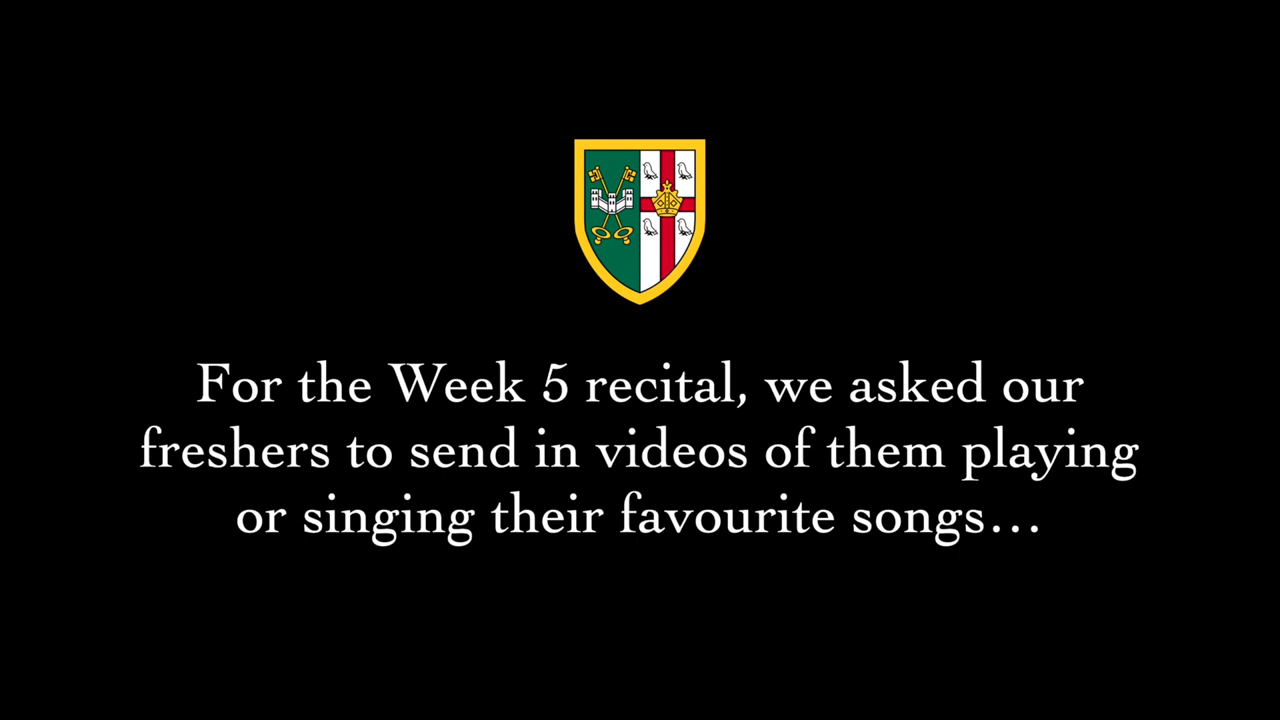 For the Week 5 recital, we asked our
freshers to send in videos of them playing
or singing their favourite songs…